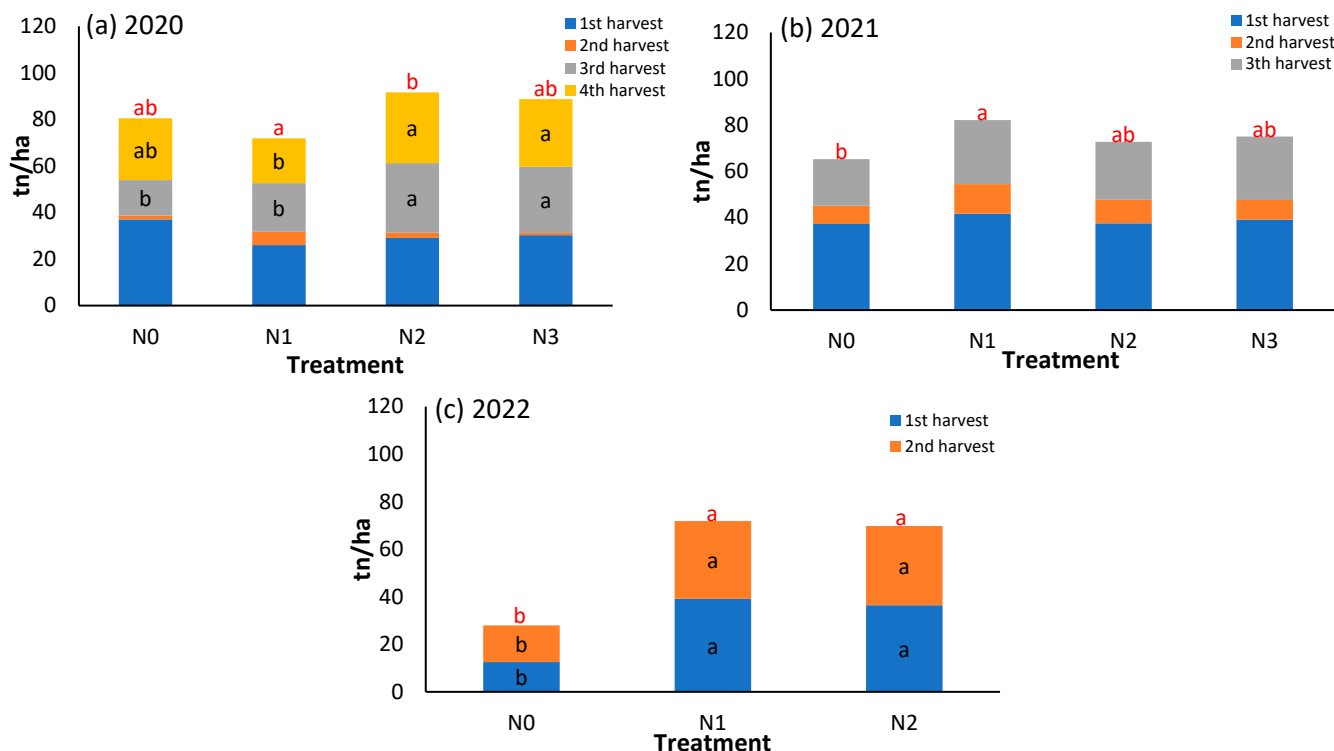 (a) 2020
1st harvest
2nd harvest
3rd harvest
4th harvest
120
100
80
60
40
20
0
tn/ha
ab
a
b
ab
ab
b
a
a
b
b
a
a
N0 N1 N2 N3
Treatment
(b) 2021
1st harvest
2nd harvest
3th harvest
120
100
80
60
40
20
0
tn/ha
b
a
ab
ab
N0 N1 N2 N3
Treatment
(c) 2022
1st harvest
2nd harvest
120
100
80
60
40
20
0
tn/ha
b
a
a
b
a
a
b
a
a
N0 N1 N2
Treatment